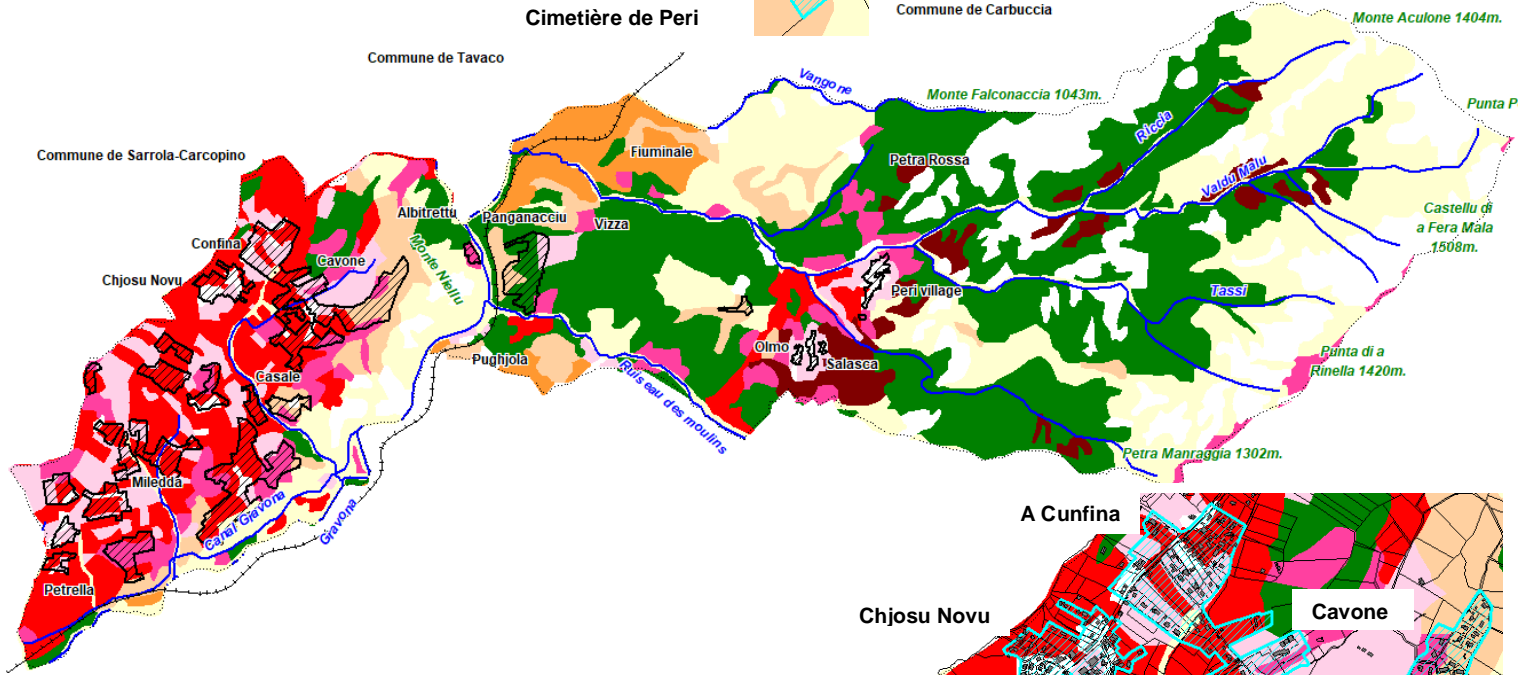 Cimetière de Peri
Commune de Carbuccia
Monte Aculone 1404m.
Commune de Tavaco
Vangone
Monte Falconaccia 1043m.
Punta P
Riccia
Commune de Sarrola-Carcopino
Fiuminale
Petra Rossa
Valdu Malu
Albitrettu
Panganacciu
Vizza
Castellu di
a Fera Mala
1508m.
Confina
Cavone
Monte Niellu
Chjosu Novu
Peri village
Tassi
Olmo
Salasca
Punta di a
Rinella 1420m.
Pughjola
Casale
Ruiseau des moulins
Petra Manraggia 1302m.
Miledda
Canal Gravona
Gravona
A Cunfina
Petrella
Chjosu Novu
Cavone